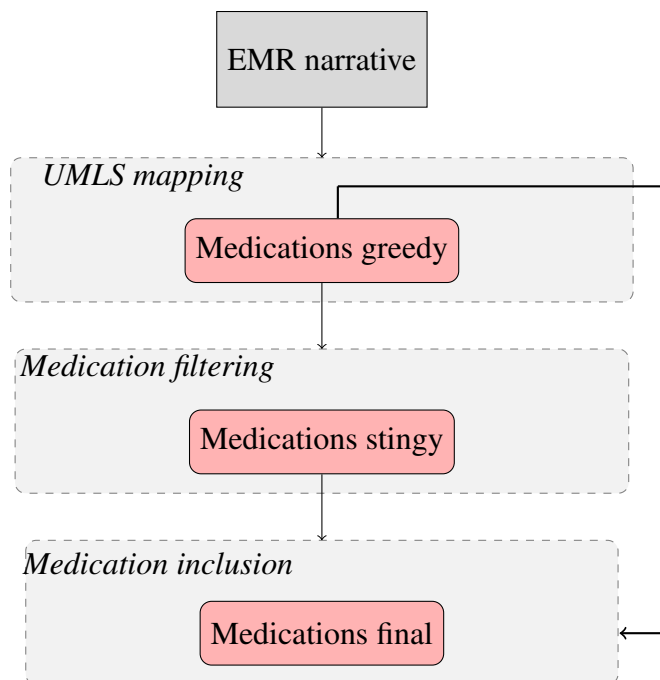 EMR narrative
UMLS mapping
Medications greedy
Medication filtering
Medications stingy
Medication inclusion
Medications final